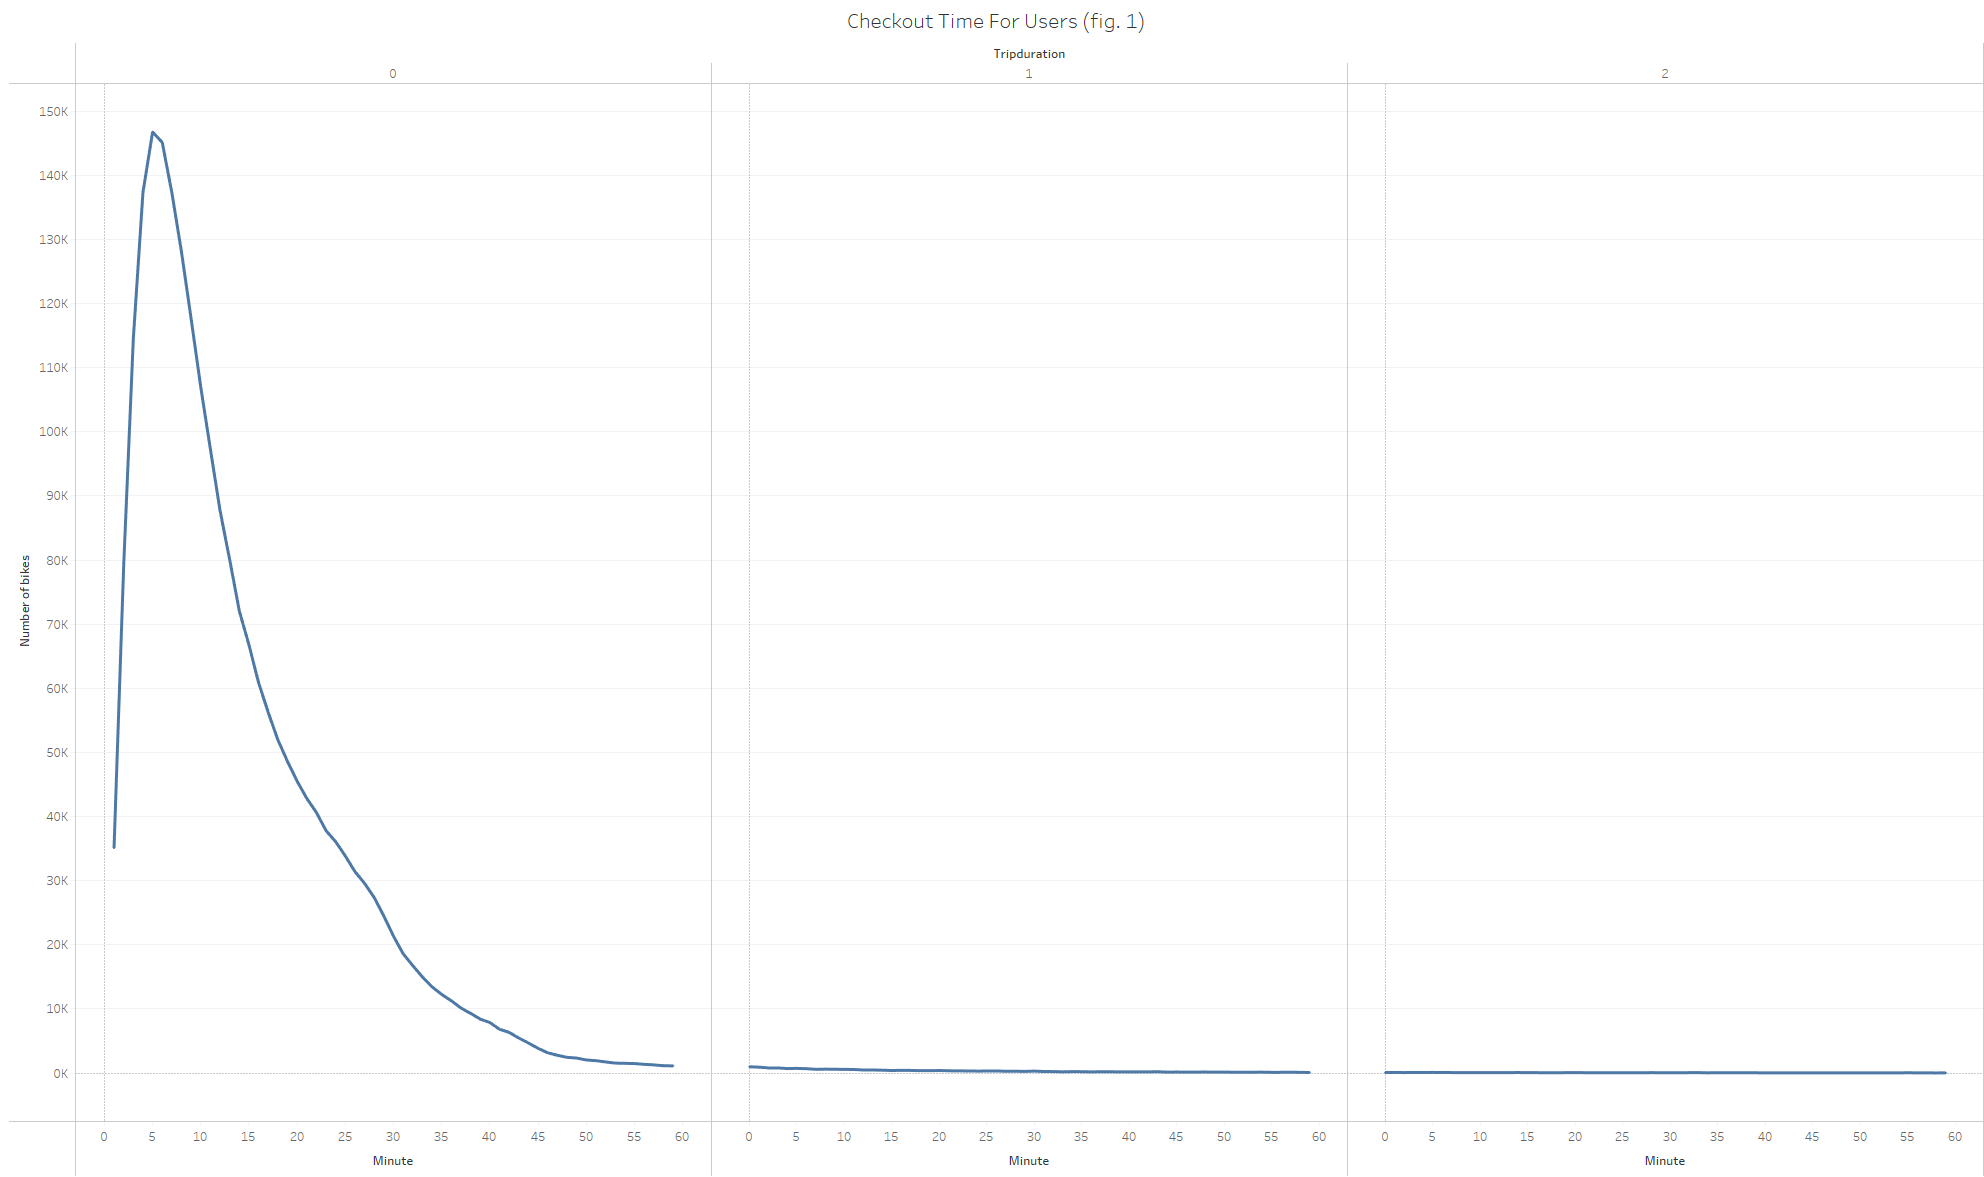 Checkout Time For Users (fig. 1)
Tripduration
0 1 2
150K
140K
130K
120K
110K
100K
90K
80K
70K
60K
50K
40K
30K
20K
10K
0K
Number of bikes
0 5 10 15 20 25 30 35 40 45 50 55 60 0 5 10 15 20 25 30 35 40 45 50 55 60 0 5 10 15 20 25 30 35 40 45 50 55 60
Minute Minute Minute